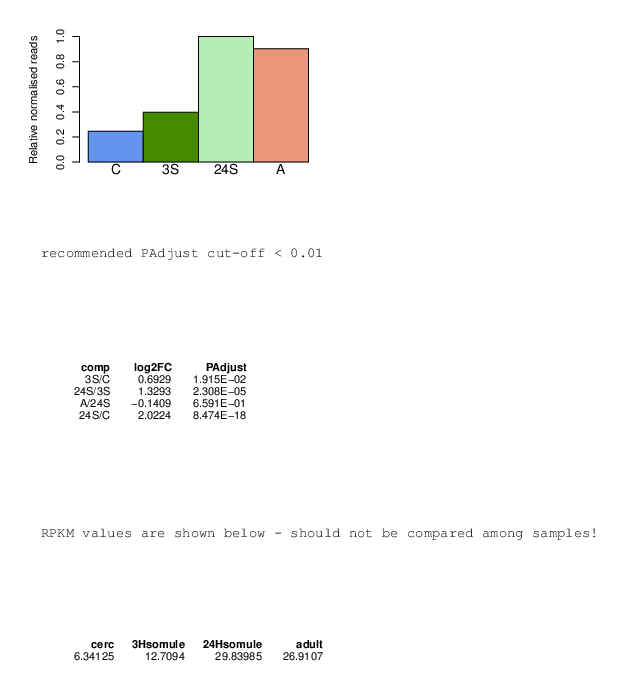 Relative normalised reads
1.0
0.8
0.6
0.4
0.2
0.0
C 3S 24S A
recommended PAdjust cut-off < 0.01
comp log2FC PAdjust
3S/C 0.6929 1.915E−02
24S/3S 1.3293 2.308E−05
A/24S −0.1409 6.591E−01
24S/C 2.0224 8.474E−18
RPKM values are shown below - should not be compared among samples!
cerc 3Hsomule 24Hsomule adult
6.34125 12.7094 29.83985 26.9107